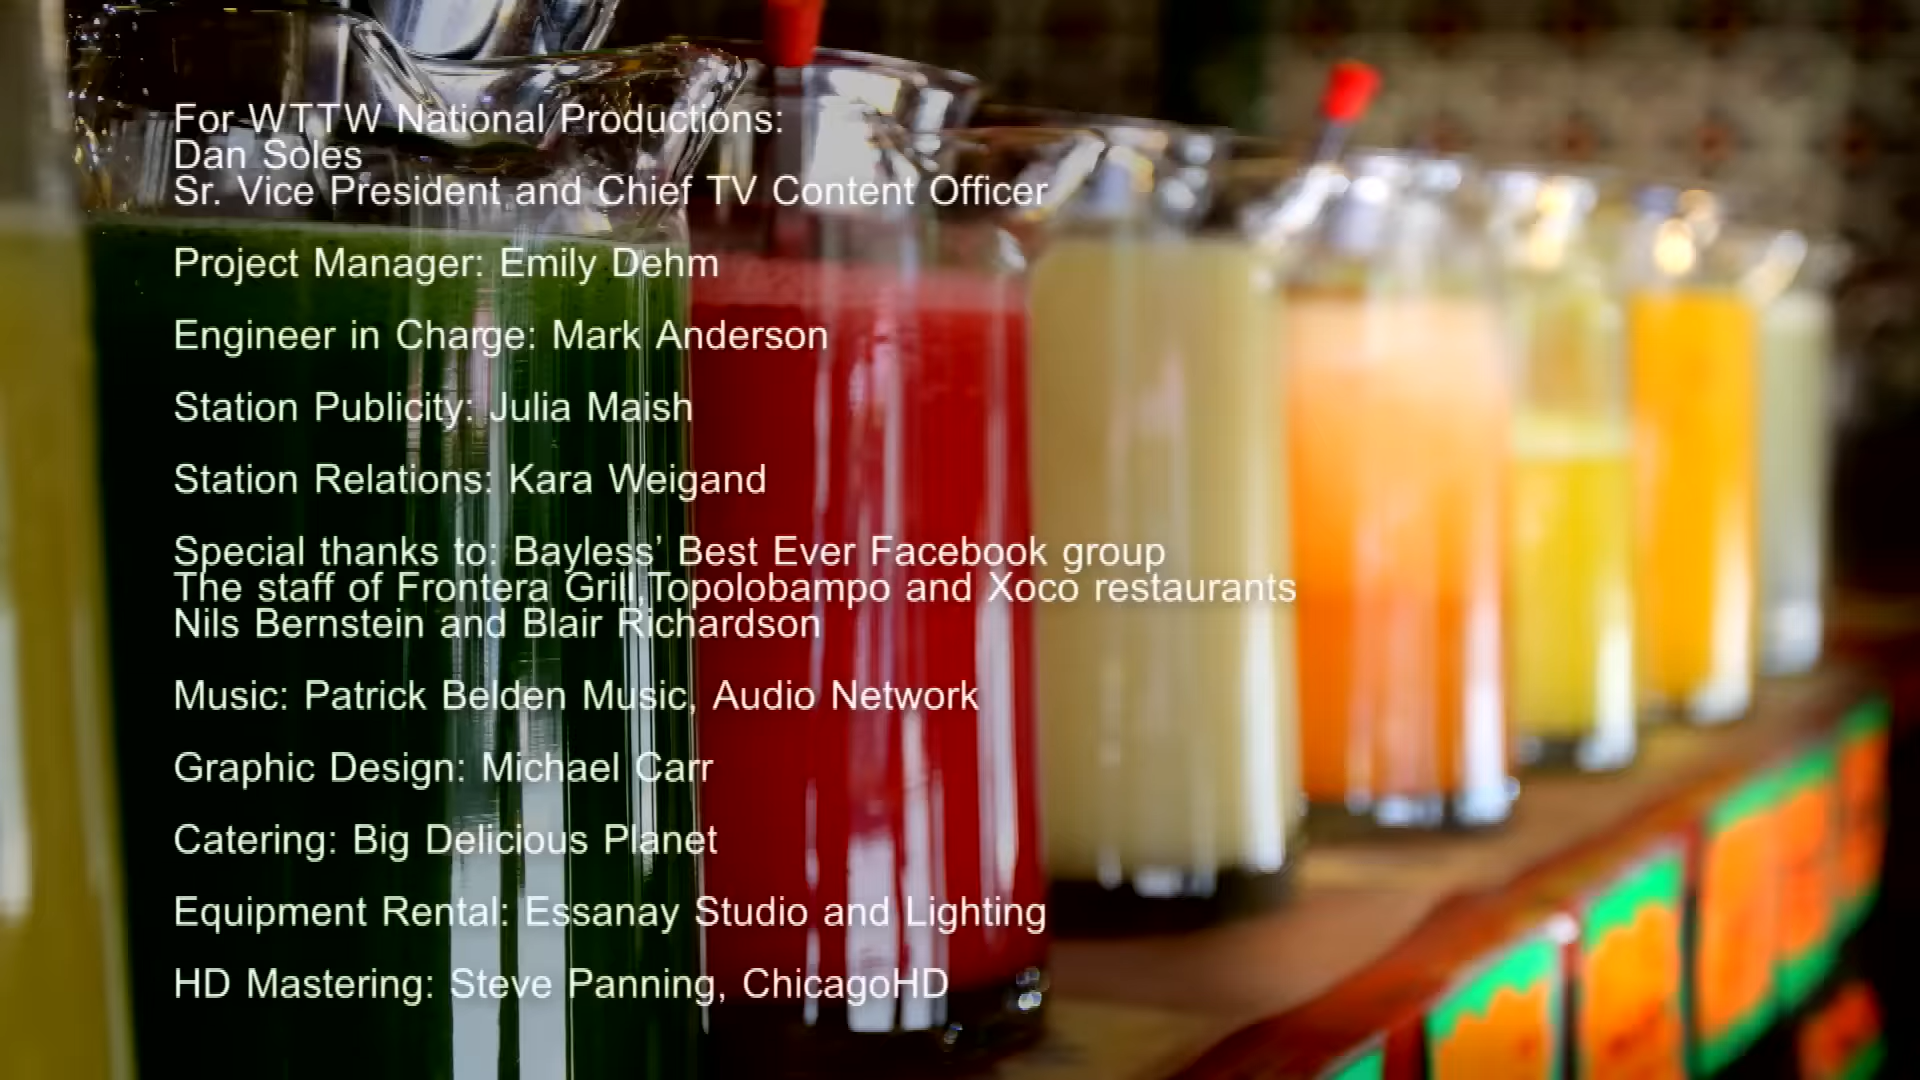 For WTTW National Productions:
Dan Soles
Sr. Vice President and Chief TV Content Officer
Project Manager: Emily Dehm
Engineer in Charge: Mark Anderson
Station Publicity: Julia Maish
Station Relations: Kara Weigand
Special thanks to: Bayless’ Best Ever Facebook group
The staff of Frontera Grill,Topolobampo and Xoco restaurants
Nils Bernstein and Blair Richardson
Music: Patrick Belden Music, Audio Network
Graphic Design: Michael Carr
Catering: Big Delicious Planet
Equipment Rental: Essanay Studio and Lighting
HD Mastering: Steve Panning, ChicagoHD